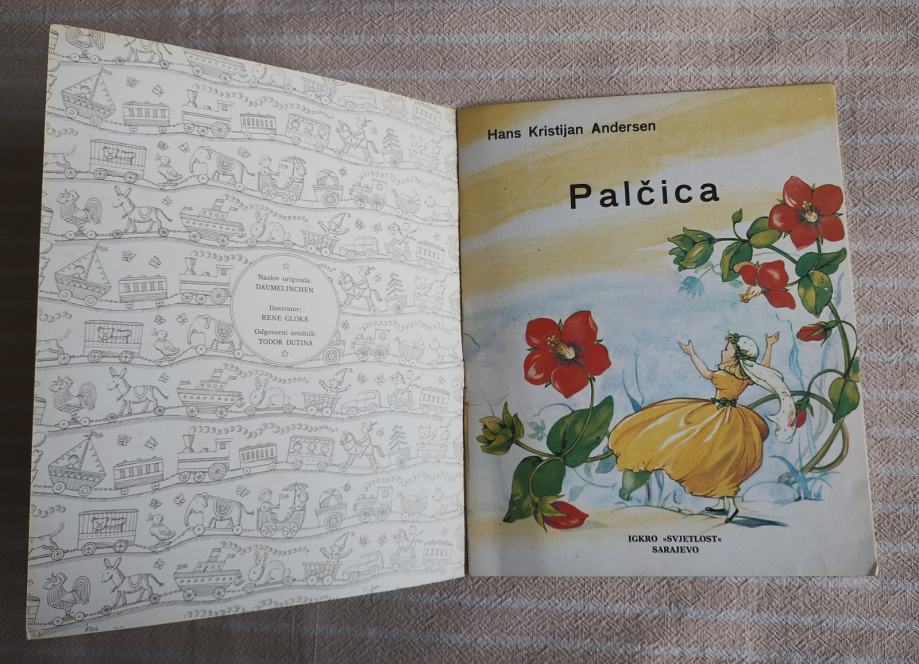 Naslov originala:
DAUMELINCHEN
Ilustrator:
RENE GLOKE
Odgovorni urednik:
TODOR DUTINA
Hans Kristijan Andersen
Palčica
IGKRO »SVJETLOST«
SARAJEVO